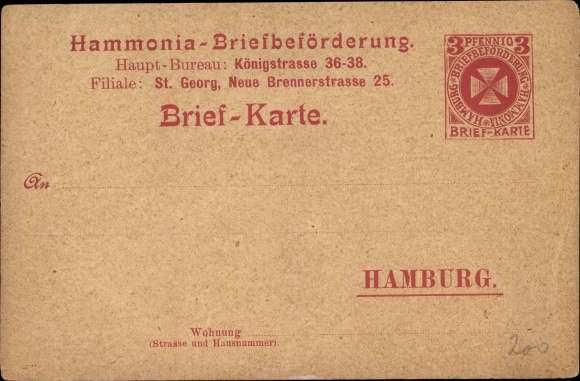 Hammonia-Briefbeförderung.
Haupt-Bureau: Königstrasse 36-38.
Filiale: St. Georg, Neue Brennerstrasse 25.
Brief-Karte.
3 PFENNIG 3
HAMBURG * BRIEFBEFÖRDERUNG * HAMMONIA
BRIEF-KARTE
An
HAMBURG.
Wohnung
(Strasse und Hausnummer)
200